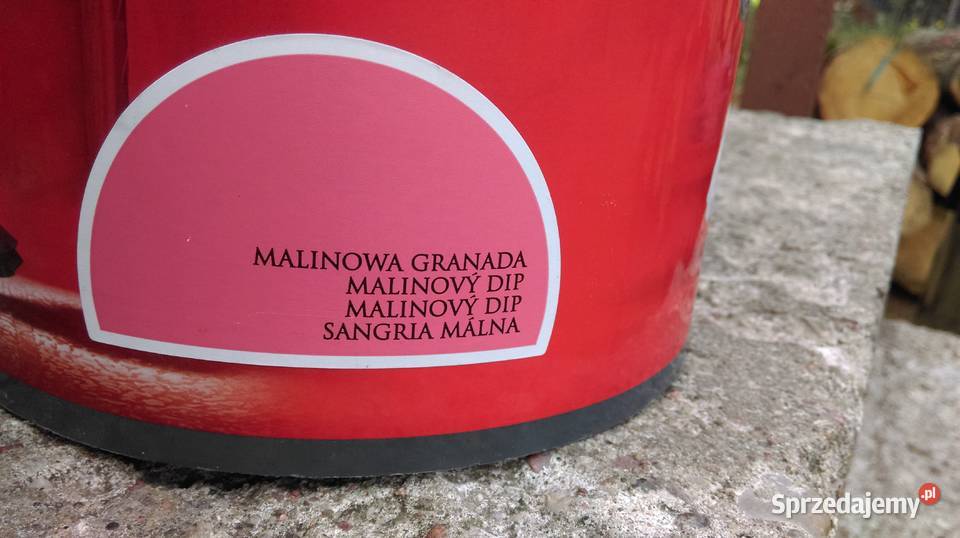 MALINOWA GRANADA
MALINOVÝ DIP
MALINOVÝ DIP
SANGRIA MÁLNA
Sprzedajemy.pl